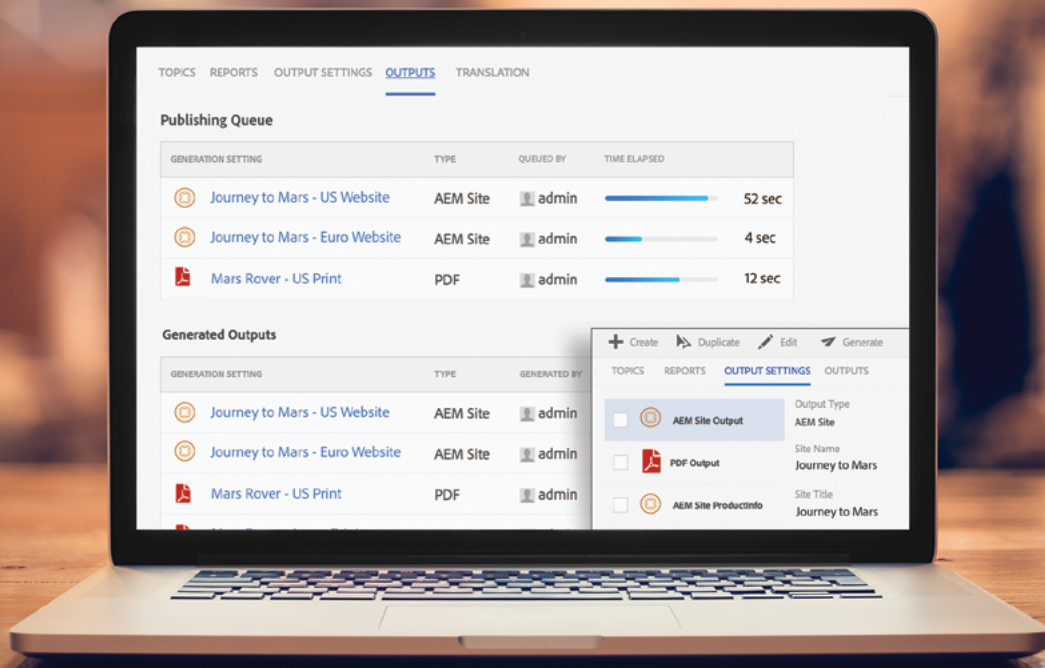 TOPICS REPORTS OUTPUT SETTINGS OUTPUTS TRANSLATION
Publishing Queue
GENERATION SETTING TYPE QUEUED BY TIME ELAPSED
Journey to Mars - US Website AEM Site admin 52 sec
Journey to Mars - Euro Website AEM Site admin 4 sec
Mars Rover - US Print PDF admin 12 sec
Generated Outputs
GENERATION SETTING TYPE GENERATED BY
Journey to Mars - US Website AEM Site admin
Journey to Mars - Euro Website AEM Site admin
Mars Rover - US Print PDF admin
Create Duplicate Edit Generate
TOPICS REPORTS OUTPUT SETTINGS OUTPUTS
AEM Site Output
Output Type
AEM Site
PDF Output
Site Name
Journey to Mars
AEM Site ProductInfo
Site Title
Journey to Mars